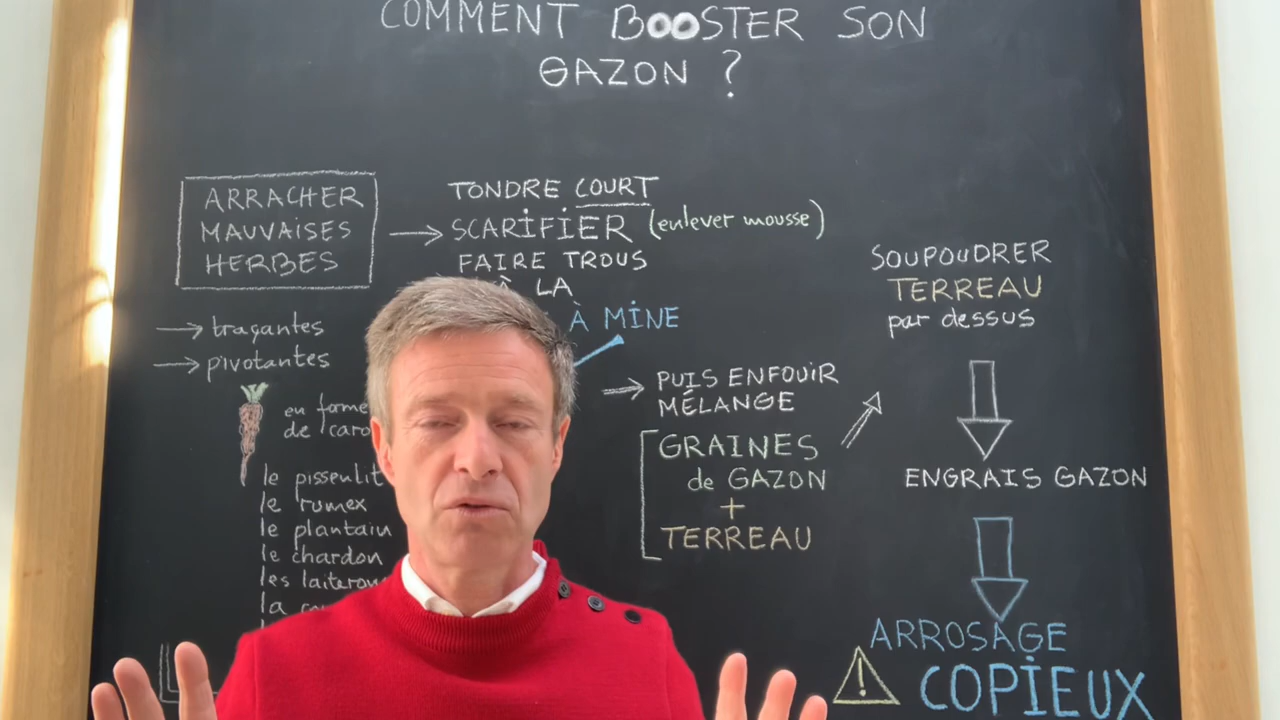 COMMENT BOOSTER SON
GAZON ?
ARRACHER
MAUVAISES
HERBES
→ traçantes
→ pivotantes
en forme
de caro
le pissenlit
le rumex
le plantain
le chardon
les laiteron
la
→
TONDRE COURT
SCARIFIER (enlever mousse)
FAIRE TROUS
À LA
À MINE
→ PUIS ENFOUIR
MÉLANGE
GRAINES
de GAZON
+
TERREAU
SOUPOUDRER
TERREAU
par dessus
ENGRAIS GAZON
ARROSAGE
! COPIEUX